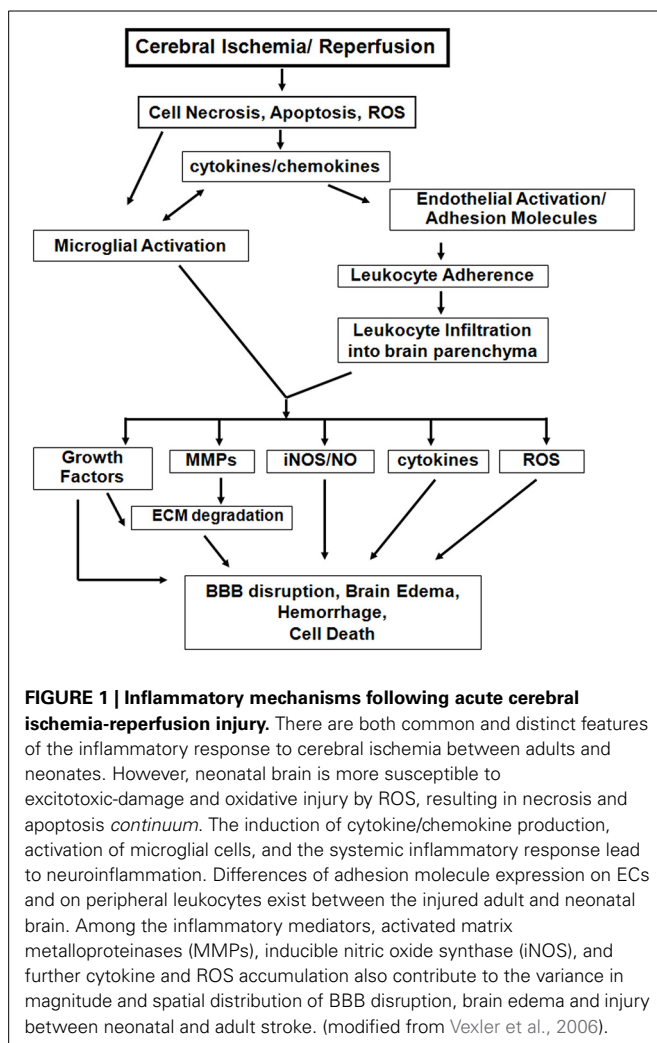 Cerebral Ischemia/ Reperfusion
Cell Necrosis, Apoptosis, ROS
cytokines/chemokines
Endothelial Activation/
Adhesion Molecules
Microglial Activation
Leukocyte Adherence
Leukocyte Infiltration
into brain parenchyma
Growth
Factors
MMPs
iNOS/NO
cytokines
ROS
ECM degradation
BBB disruption, Brain Edema,
Hemorrhage,
Cell Death
FIGURE 1 | Inflammatory mechanisms following acute cerebral
ischemia-reperfusion injury. There are both common and distinct features
of the inflammatory response to cerebral ischemia between adults and
neonates. However, neonatal brain is more susceptible to
excitotoxic-damage and oxidative injury by ROS, resulting in necrosis and
apoptosis continuum. The induction of cytokine/chemokine production,
activation of microglial cells, and the systemic inflammatory response lead
to neuroinflammation. Differences of adhesion molecule expression on ECs
and on peripheral leukocytes exist between the injured adult and neonatal
brain. Among the inflammatory mediators, activated matrix
metalloproteinases (MMPs), inducible nitric oxide synthase (iNOS), and
further cytokine and ROS accumulation also contribute to the variance in
magnitude and spatial distribution of BBB disruption, brain edema and injury
between neonatal and adult stroke. (modified from Vexler et al., 2006).